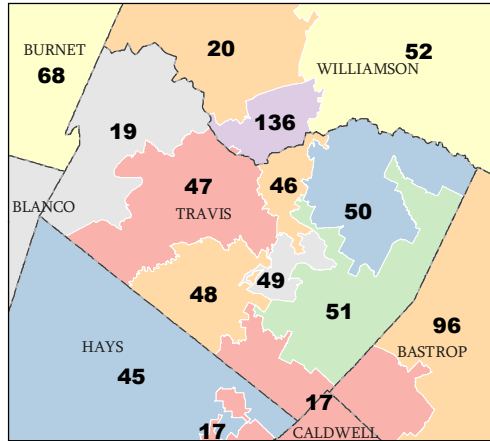 20
52
BURNET
68
WILLIAMSON
19
136
47
46
50
BLANCO
TRAVIS
49
48
51
96
HAYS
BASTROP
45
17
17
CALDWELL